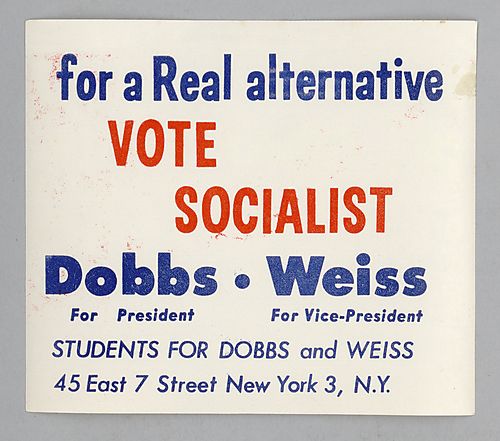 for a Real alternative
VOTE
SOCIALIST
Dobbs • Weiss
For President For Vice-President
STUDENTS FOR DOBBS and WEISS
45 East 7 Street New York 3, N.Y.